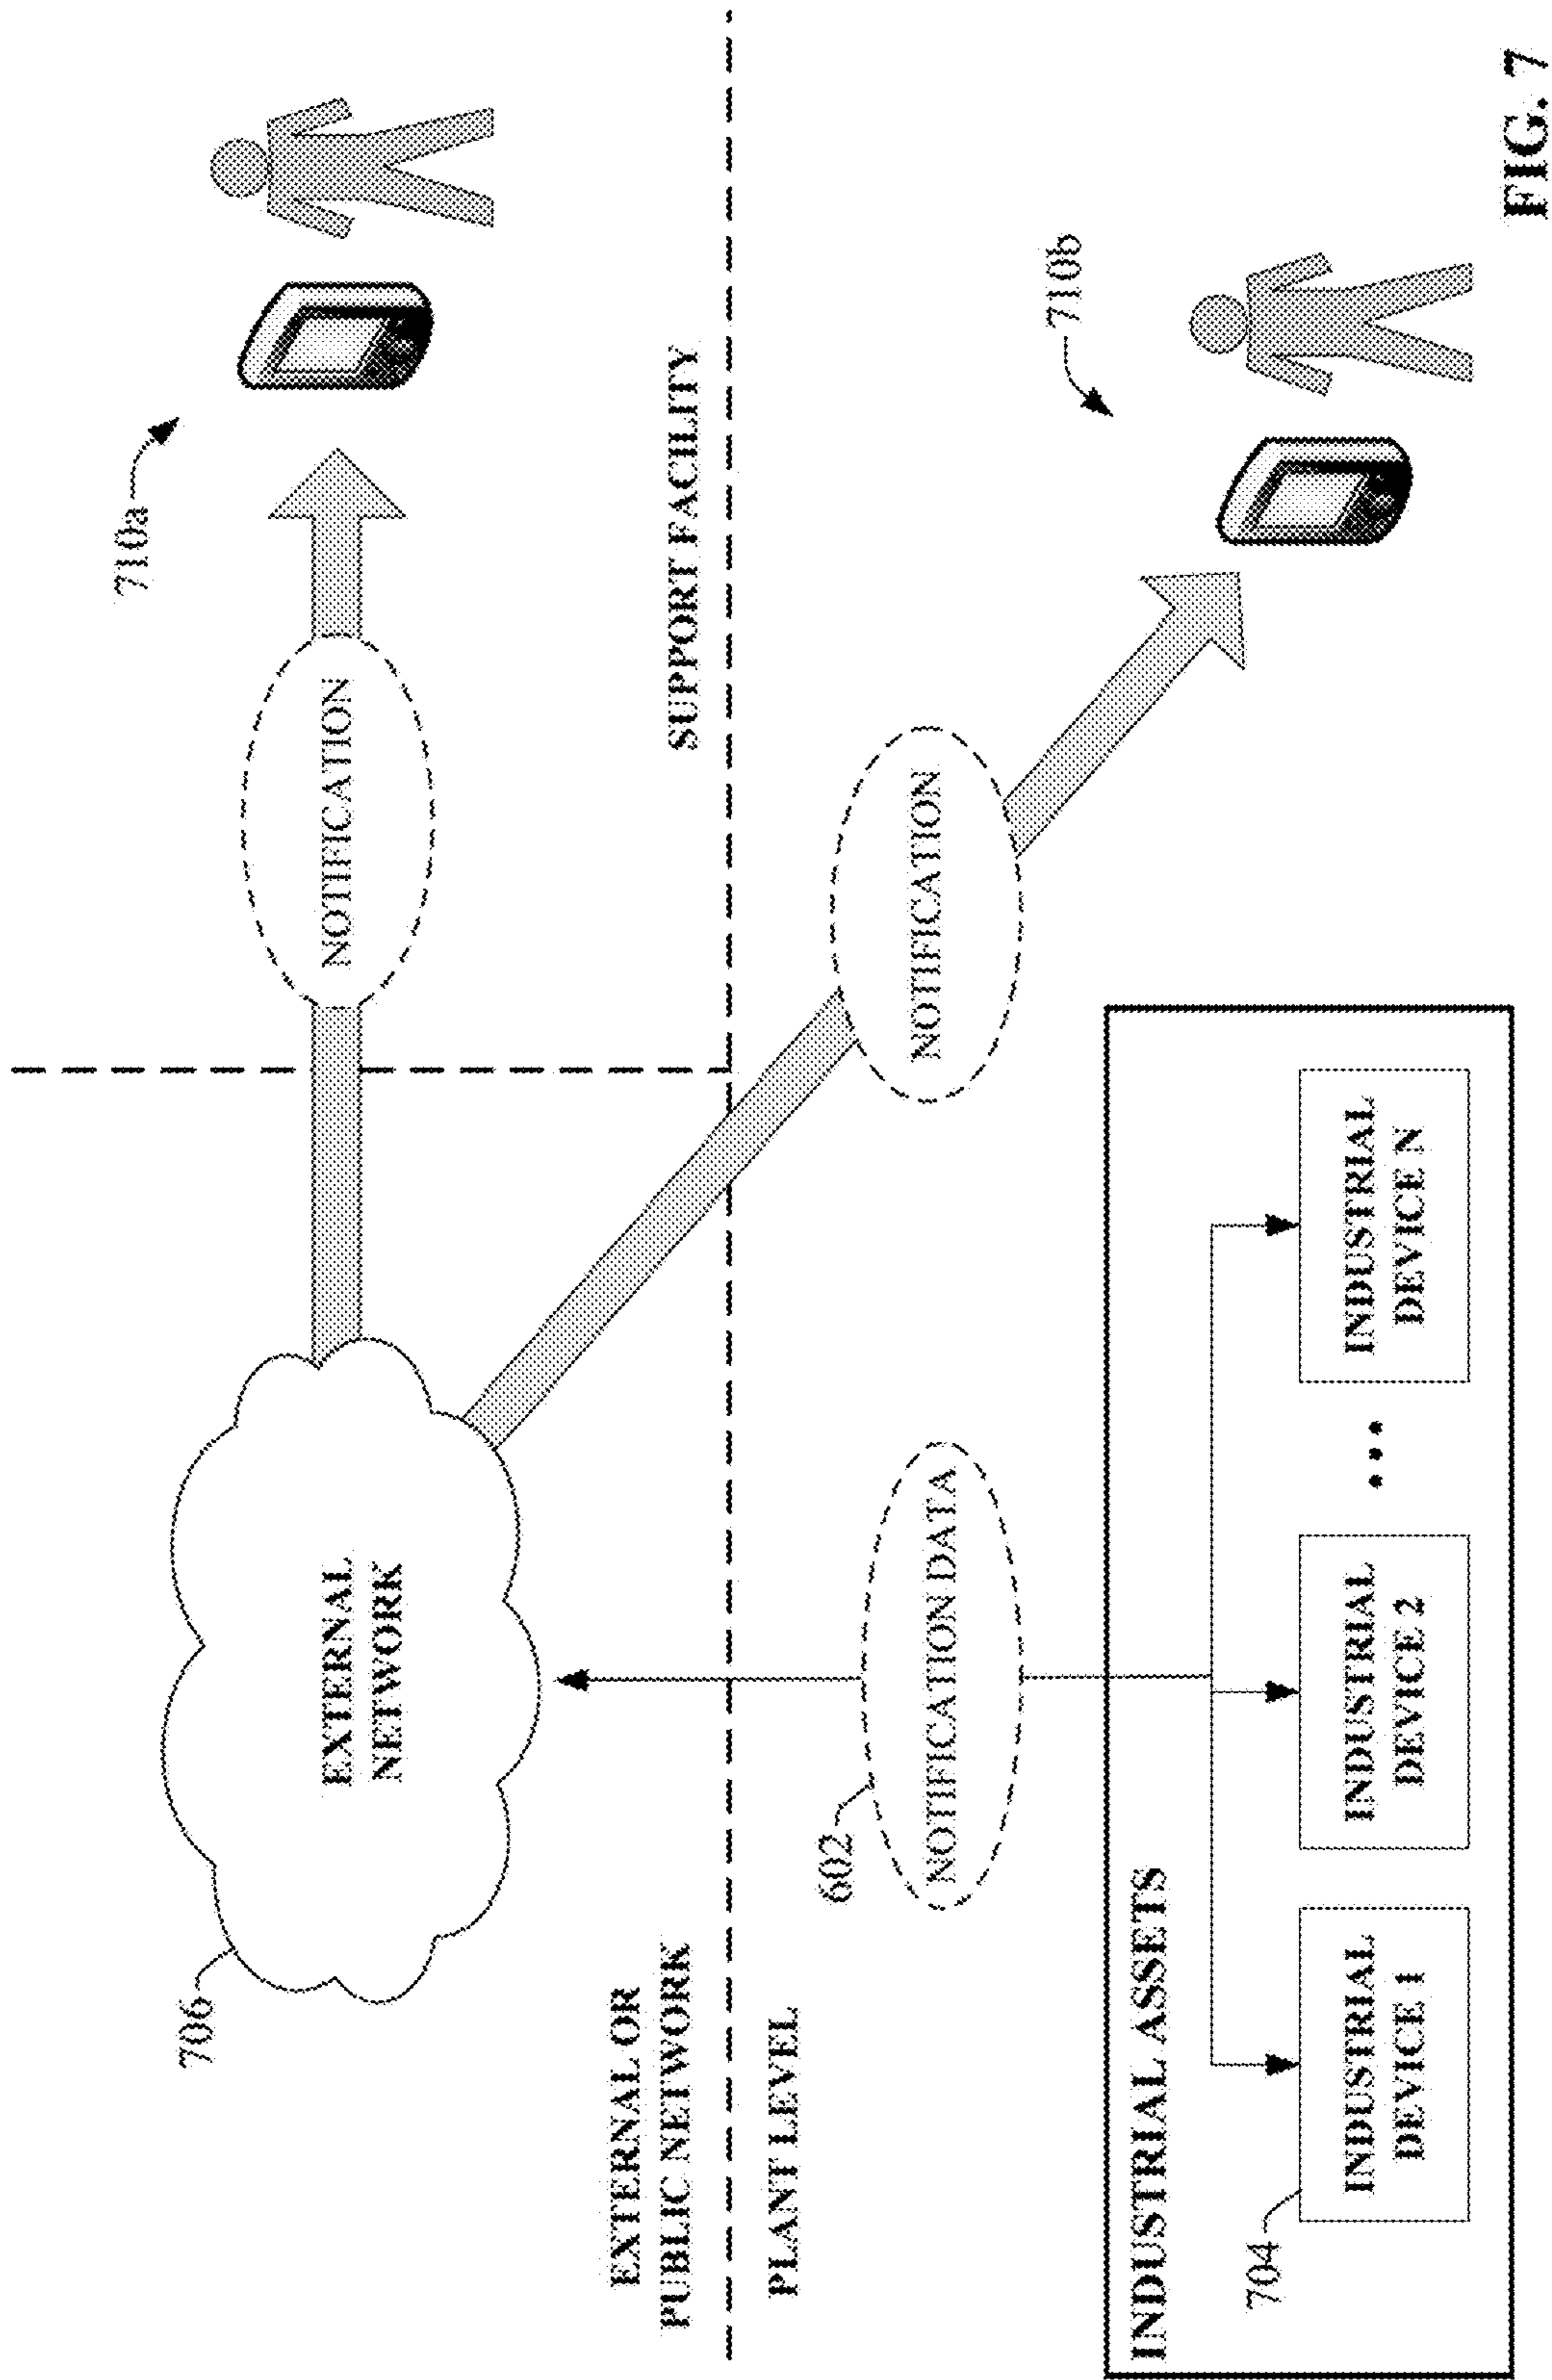 706
EXTERNAL
NETWORK
EXTERNAL OR
PUBLIC NETWORK
NOTIFICATION
710a
SUPPORT FACILITY
PLANT LEVEL
602
NOTIFICATION DATA
NOTIFICATION
710b
INDUSTRIAL ASSETS
704
INDUSTRIAL
DEVICE 1
INDUSTRIAL
DEVICE 2
•••
INDUSTRIAL
DEVICE N
FIG. 7